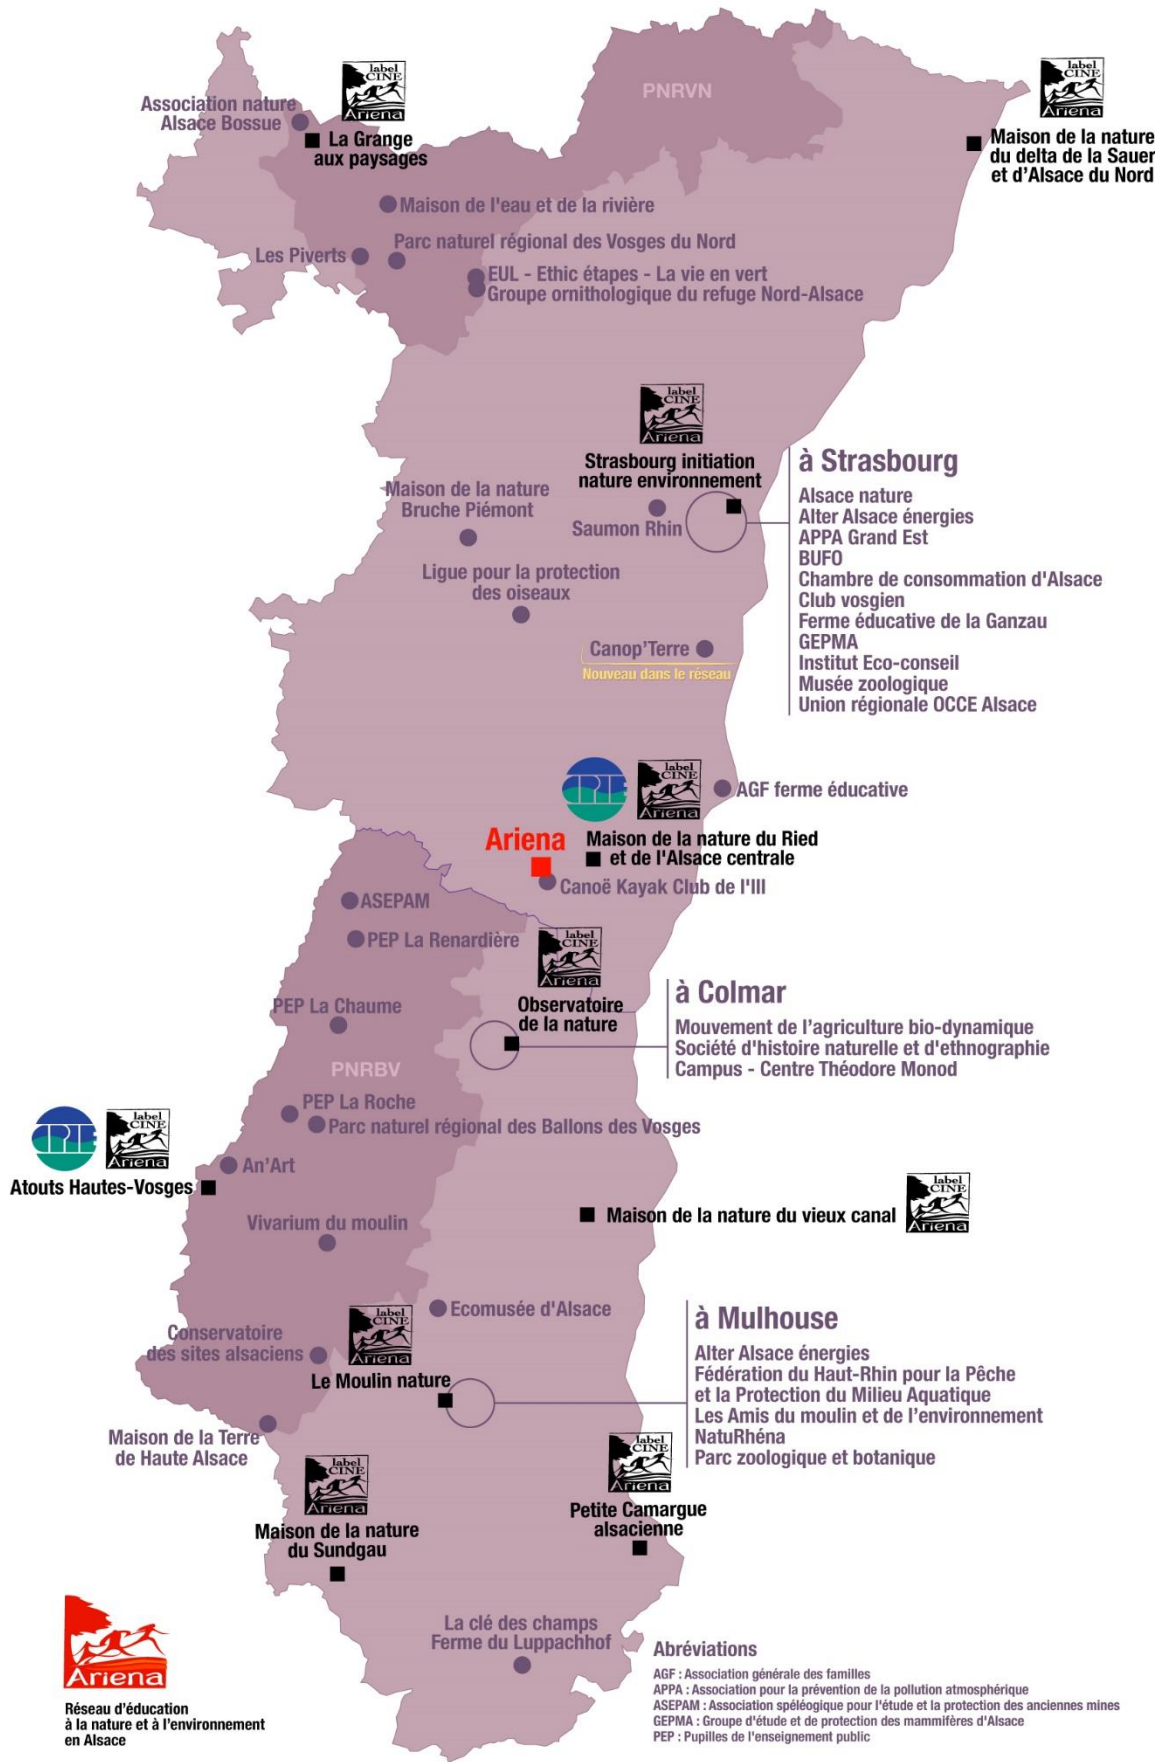 label
CINE
Ariena
La Grange
aux paysages
Association nature
Alsace Bossue
PNRVN
label
CINE
Ariena
Maison de la nature
du delta de la Sauer
et d'Alsace du Nord
Maison de l'eau et de la rivière
Parc naturel régional des Vosges du Nord
Les Piverts
EUL - Ethic étapes - La vie en vert
Groupe ornithologique du refuge Nord-Alsace
label
CINE
Ariena
Strasbourg initiation
nature environnement
Maison de la nature
Bruche Piémont
Saumon Rhin
Ligue pour la protection
des oiseaux
Canop'Terre
Nouveau dans le réseau
à Strasbourg
Alsace nature
Alter Alsace énergies
APPA Grand Est
BUFO
Chambre de consommation d'Alsace
Club vosgien
Ferme éducative de la Ganzau
GEPMA
Institut Eco-conseil
Musée zoologique
Union régionale OCCE Alsace
CPIE
label
CINE
Ariena
AGF ferme éducative
Ariena
Maison de la nature du Ried
et de l'Alsace centrale
Canoë Kayak Club de l'Ill
ASEPAM
PEP La Renardière
label
CINE
Ariena
Observatoire
de la nature
PEP La Chaume
PNRBV
à Colmar
Mouvement de l'agriculture bio-dynamique
Société d'histoire naturelle et d'ethnographie
Campus - Centre Théodore Monod
PEP La Roche
Parc naturel régional des Ballons des Vosges
CPIE
label
CINE
Ariena
An'Art
Atouts Hautes-Vosges
Vivarium du moulin
Maison de la nature du vieux canal
label
CINE
Ariena
Ecomusée d'Alsace
Conservatoire
des sites alsaciens
label
CINE
Ariena
Le Moulin nature
à Mulhouse
Alter Alsace énergies
Fédération du Haut-Rhin pour la Pêche
et la Protection du Milieu Aquatique
Les Amis du moulin et de l'environnement
NatuRhéna
Parc zoologique et botanique
Maison de la Terre
de Haute Alsace
label
CINE
Ariena
Maison de la nature
du Sundgau
label
CINE
Ariena
Petite Camargue
alsacienne
La clé des champs
Ferme du Luppachhof
Ariena
Réseau d'éducation
à la nature et à l'environnement
en Alsace
Abréviations
AGF : Association générale des familles
APPA : Association pour la prévention de la pollution atmosphérique
ASEPAM : Association spéléogique pour l'étude et la protection des anciennes mines
GEPMA : Groupe d'étude et de protection des mammifères d'Alsace
PEP : Pupilles de l'enseignement public